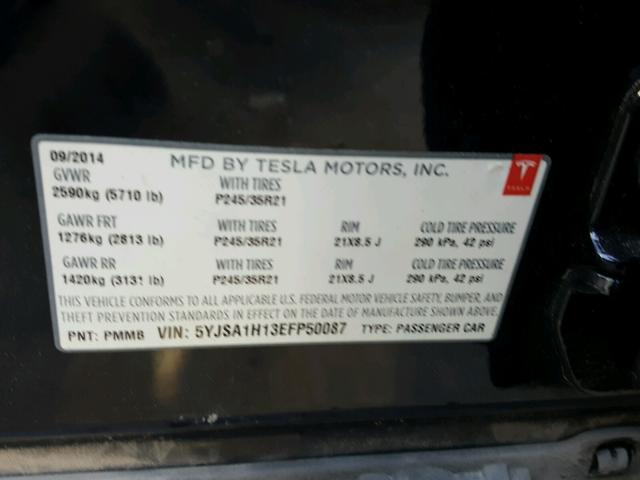 09/2014 MFD BY TESLA MOTORS, INC.
GVWR WITH TIRES
2590kg (5710 lb) P245/35R21
GAWR FRT WITH TIRES RIM COLD TIRE PRESSURE
1276kg (2813 lb) P245/35R21 21X8.5 J 290 kPa, 42 psi
GAWR RR WITH TIRES RIM COLD TIRE PRESSURE
1420kg (3131 lb) P245/35R21 21X8.5 J 290 kPa, 42 psi
THIS VEHICLE CONFORMS TO ALL APPLICABLE U.S. FEDERAL MOTOR VEHICLE SAFETY, BUMPER, AND
THEFT PREVENTION STANDARDS IN EFFECT ON THE DATE OF MANUFACTURE SHOWN ABOVE.
PNT: PMMB VIN: 5YJSA1H13EFP50087 TYPE: PASSENGER CAR
TESLA